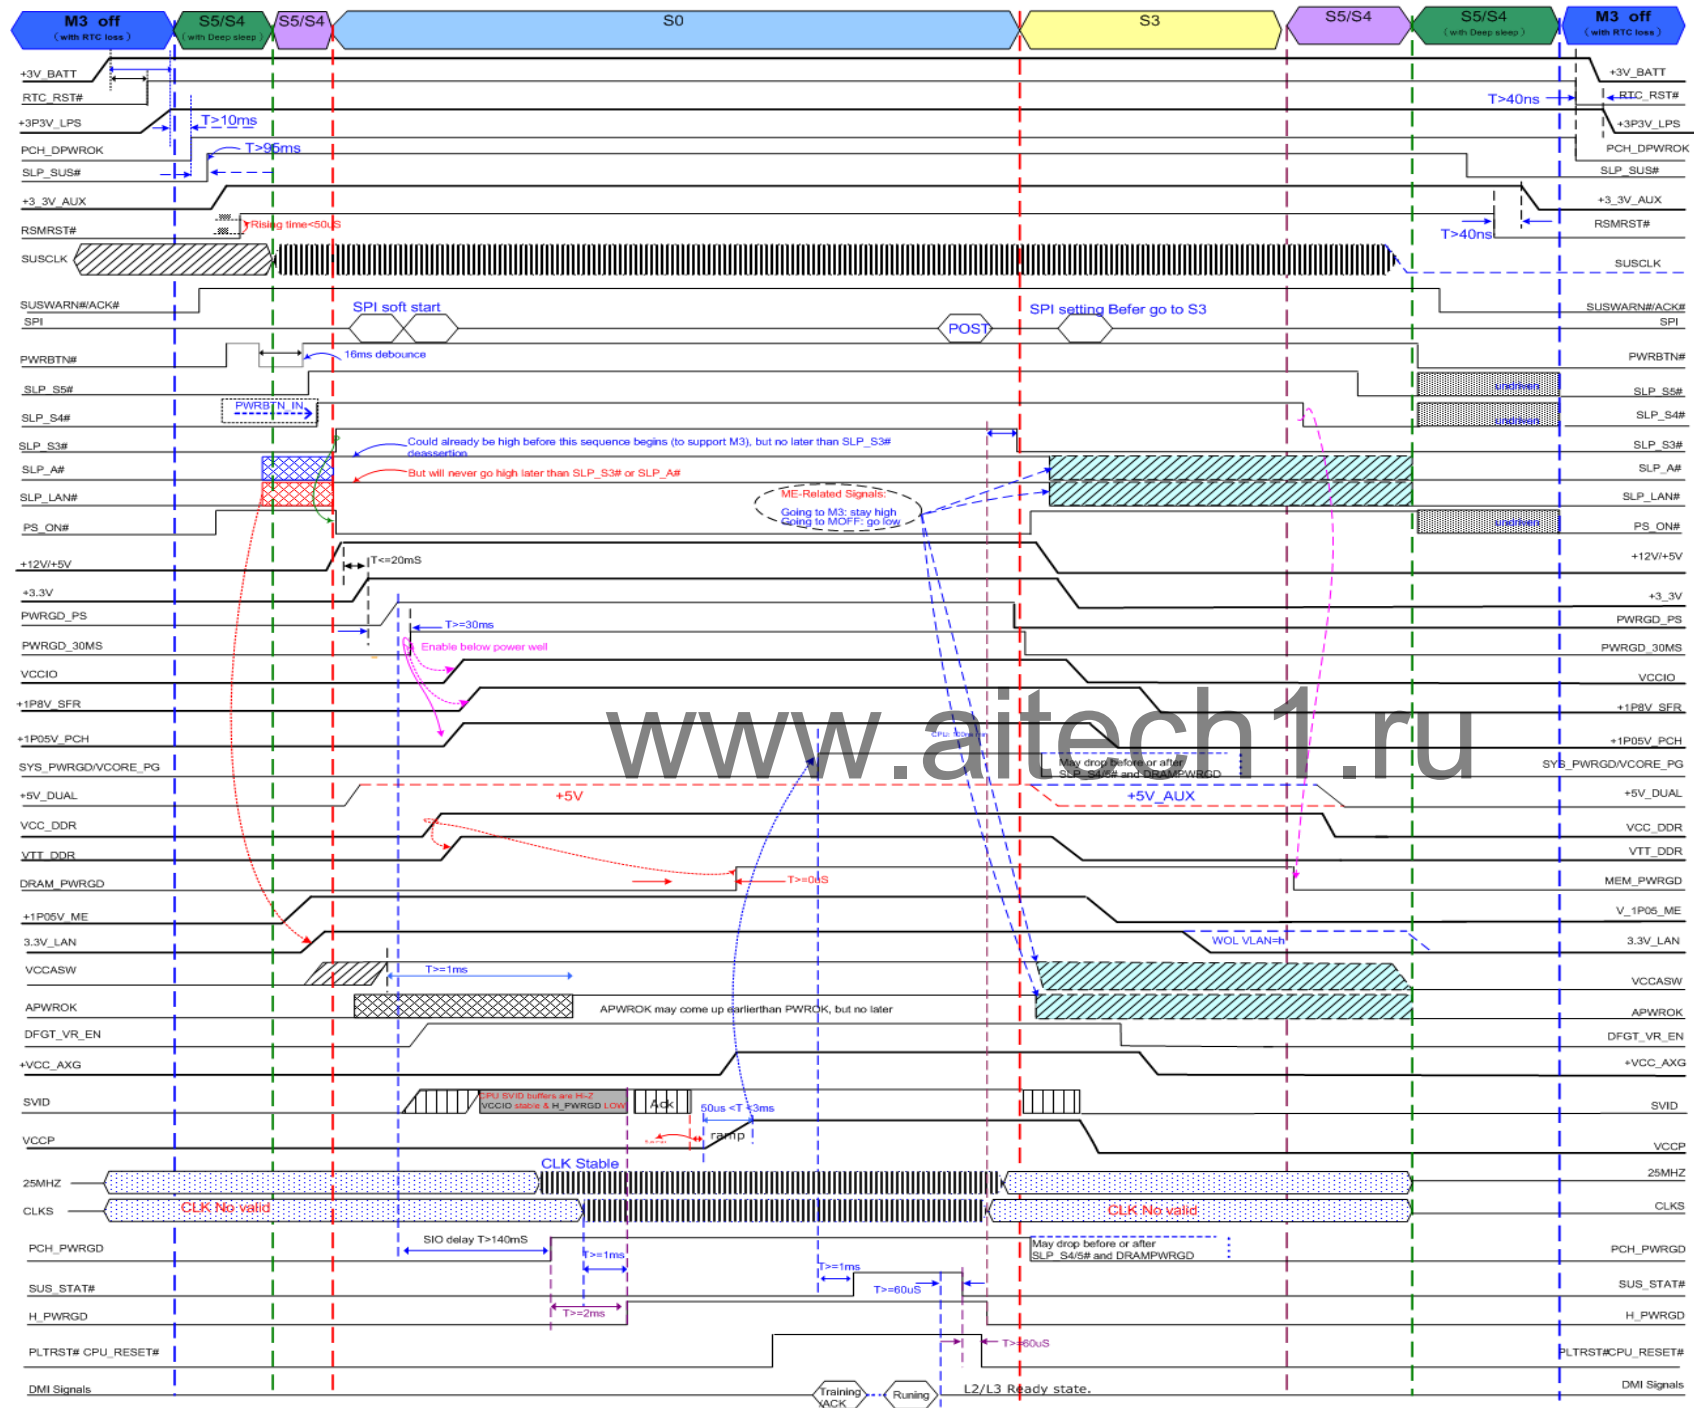 M3 off S5/S4 S5/S4 S0 S3 S5/S4 S5/S4 M3 off
( with RTC loss ) ( with Deep sleep ) ( with Deep sleep ) ( with RTC loss )
+3V_BATT +3V_BATT
RTC_RST# T>40ns RTC_RST#
+3P3V_LPS T>10ms +3P3V_LPS
PCH_DPWROK T>95ms PCH_DPWROK
SLP_SUS# SLP_SUS#
+3_3V_AUX +3_3V_AUX
RSMRST# Rising time<50uS T>40ns RSMRST#
SUSCLK SUSCLK
SUSWARN#/ACK# SPI soft start SPI setting Befer go to S3 SUSWARN#/ACK#
SPI POST SPI
PWRBTN# 16ms debounce PWRBTN#
SLP_S5# undriven SLP_S5#
SLP_S4# PWRBTN_IN undriven SLP_S4#
SLP_S3# Could already be high before this sequence begins (to support M3), but no later than SLP_S3# SLP_S3#
deassertion
SLP_A# But will never go high later than SLP_S3# or SLP_A# SLP_A#
SLP_LAN# ME-Related Signals: SLP_LAN#
Going to M3: stay high
Going to MOFF: go low
PS_ON# undriven PS_ON#
+12V/+5V T<=20mS +12V/+5V
+3.3V +3_3V
PWRGD_PS T>=30ms PWRGD_PS
PWRGD_30MS Enable below power well PWRGD_30MS
VCCIO VCCIO
+1P8V_SFR +1P8V_SFR
www.aitech1.ru
+1P05V_PCH +1P05V_PCH
SYS_PWRGD/VCORE_PG May drop before or after SYS_PWRGD/VCORE_PG
SLP_S4/5# and DRAMPWRGD
+5V_DUAL +5V +5V_AUX +5V_DUAL
VCC_DDR VCC_DDR
VTT_DDR VTT_DDR
DRAM_PWRGD T>=0uS MEM_PWRGD
+1P05V_ME V_1P05_ME
3.3V_LAN WOL VLAN=h 3.3V_LAN
VCCASW T>=1ms VCCASW
APWROK APWROK may come up earlierthan PWROK, but no later APWROK
DFGT_VR_EN DFGT_VR_EN
+VCC_AXG +VCC_AXG
SVID CPU SVID buffers are Hi-Z SVID
VCCIO stable & H_PWRGD LOW Ack 50us <T <3ms
VCCP ramp VCCP
CLK Stable
25MHZ 25MHZ
CLKS CLK No valid CLK No valid CLKS
PCH_PWRGD SIO delay T>140mS May drop before or after PCH_PWRGD
SLP_S4/5# and DRAMPWRGD
T>=1ms T>=1ms
SUS_STAT# T>=60uS SUS_STAT#
H_PWRGD T>=2ms H_PWRGD
T>=60uS
PLTRST# CPU_RESET# PLTRST#CPU_RESET#
DMI Signals Training Runing L2/L3 Ready state. DMI Signals
/ACK